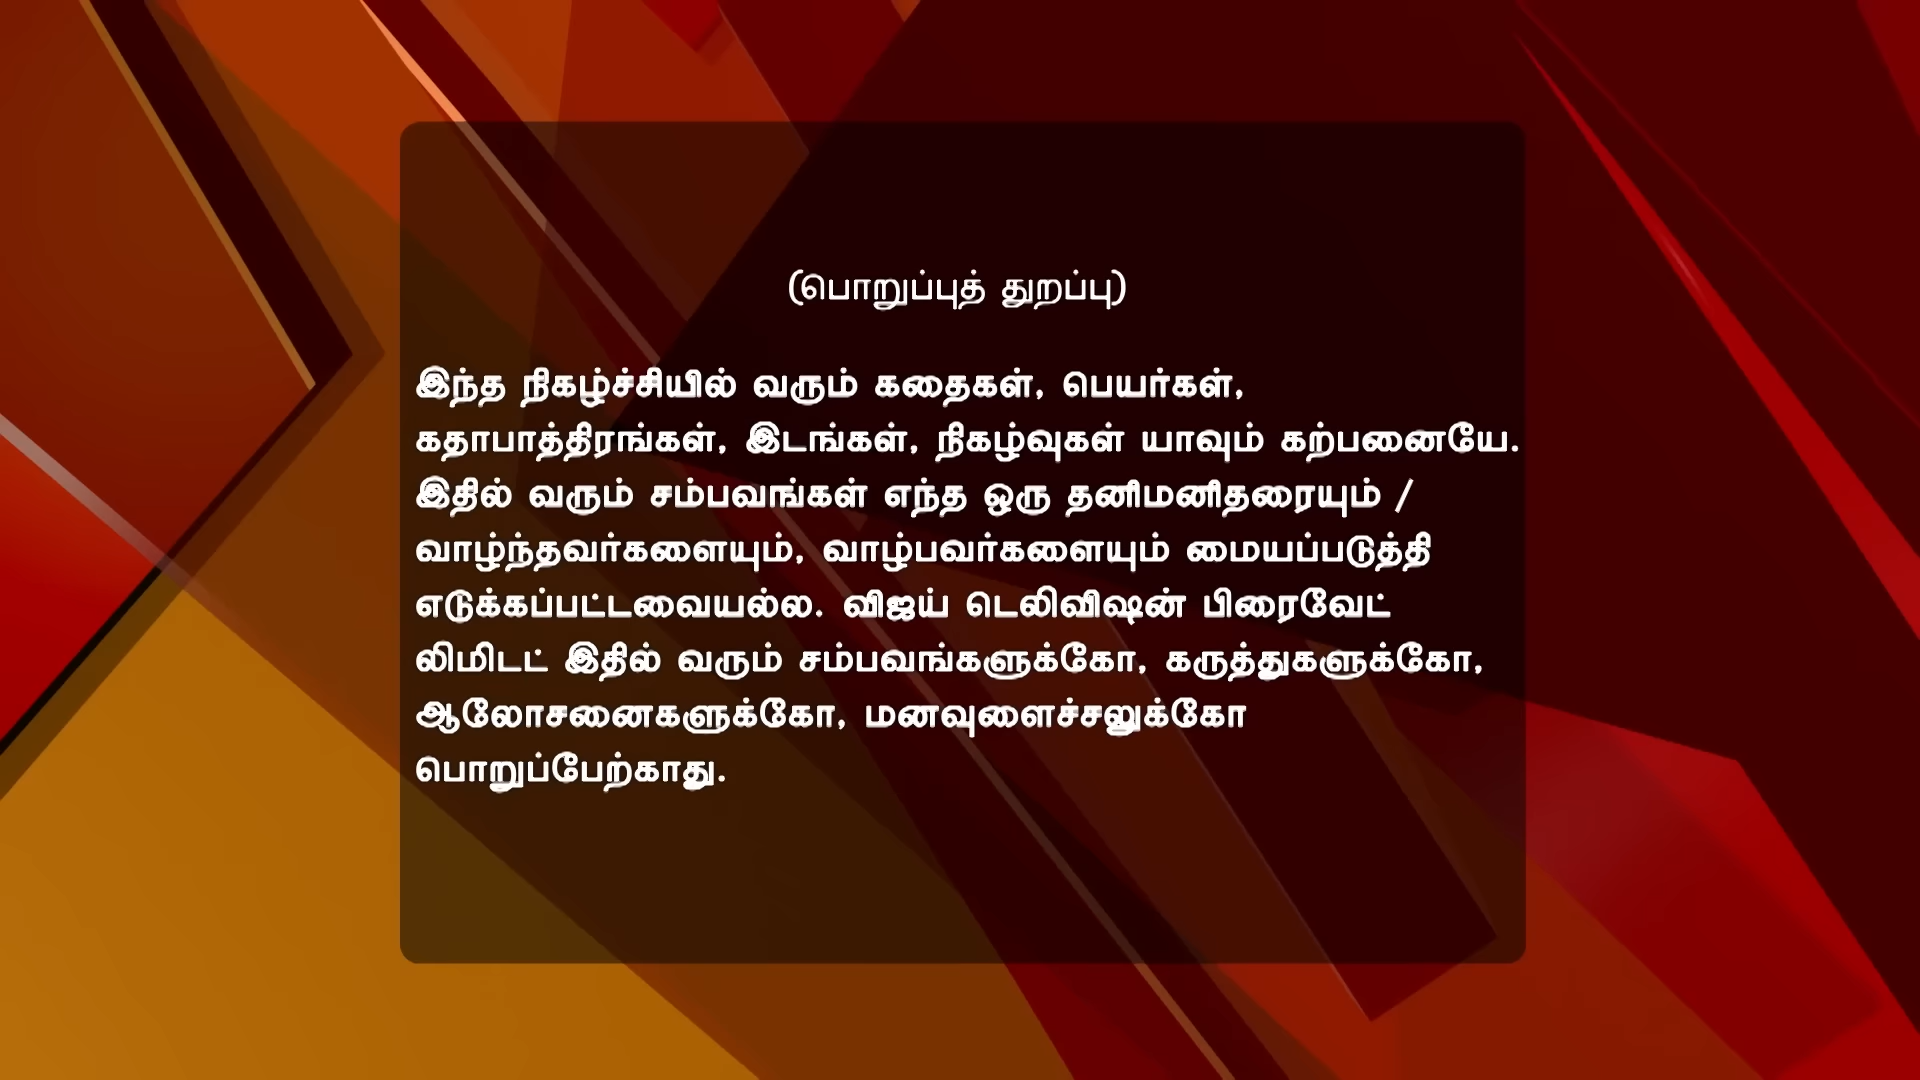 (பொறுப்புத் துறப்பு)
இந்த நிகழ்ச்சியில் வரும் கதைகள், பெயர்கள்,
கதாபாத்திரங்கள், இடங்கள், நிகழ்வுகள் யாவும் கற்பனையே.
இதில் வரும் சம்பவங்கள் எந்த ஒரு தனிமனிதரையும் /
வாழ்ந்தவர்களையும், வாழ்பவர்களையும் மையப்படுத்தி
எடுக்கப்பட்டவையல்ல. விஜய் டெலிவிஷன் பிரைவேட்
லிமிடட் இதில் வரும் சம்பவங்களுக்கோ, கருத்துகளுக்கோ,
ஆலோசனைகளுக்கோ, மனவுளைச்சலுக்கோ
பொறுப்பேற்காது.